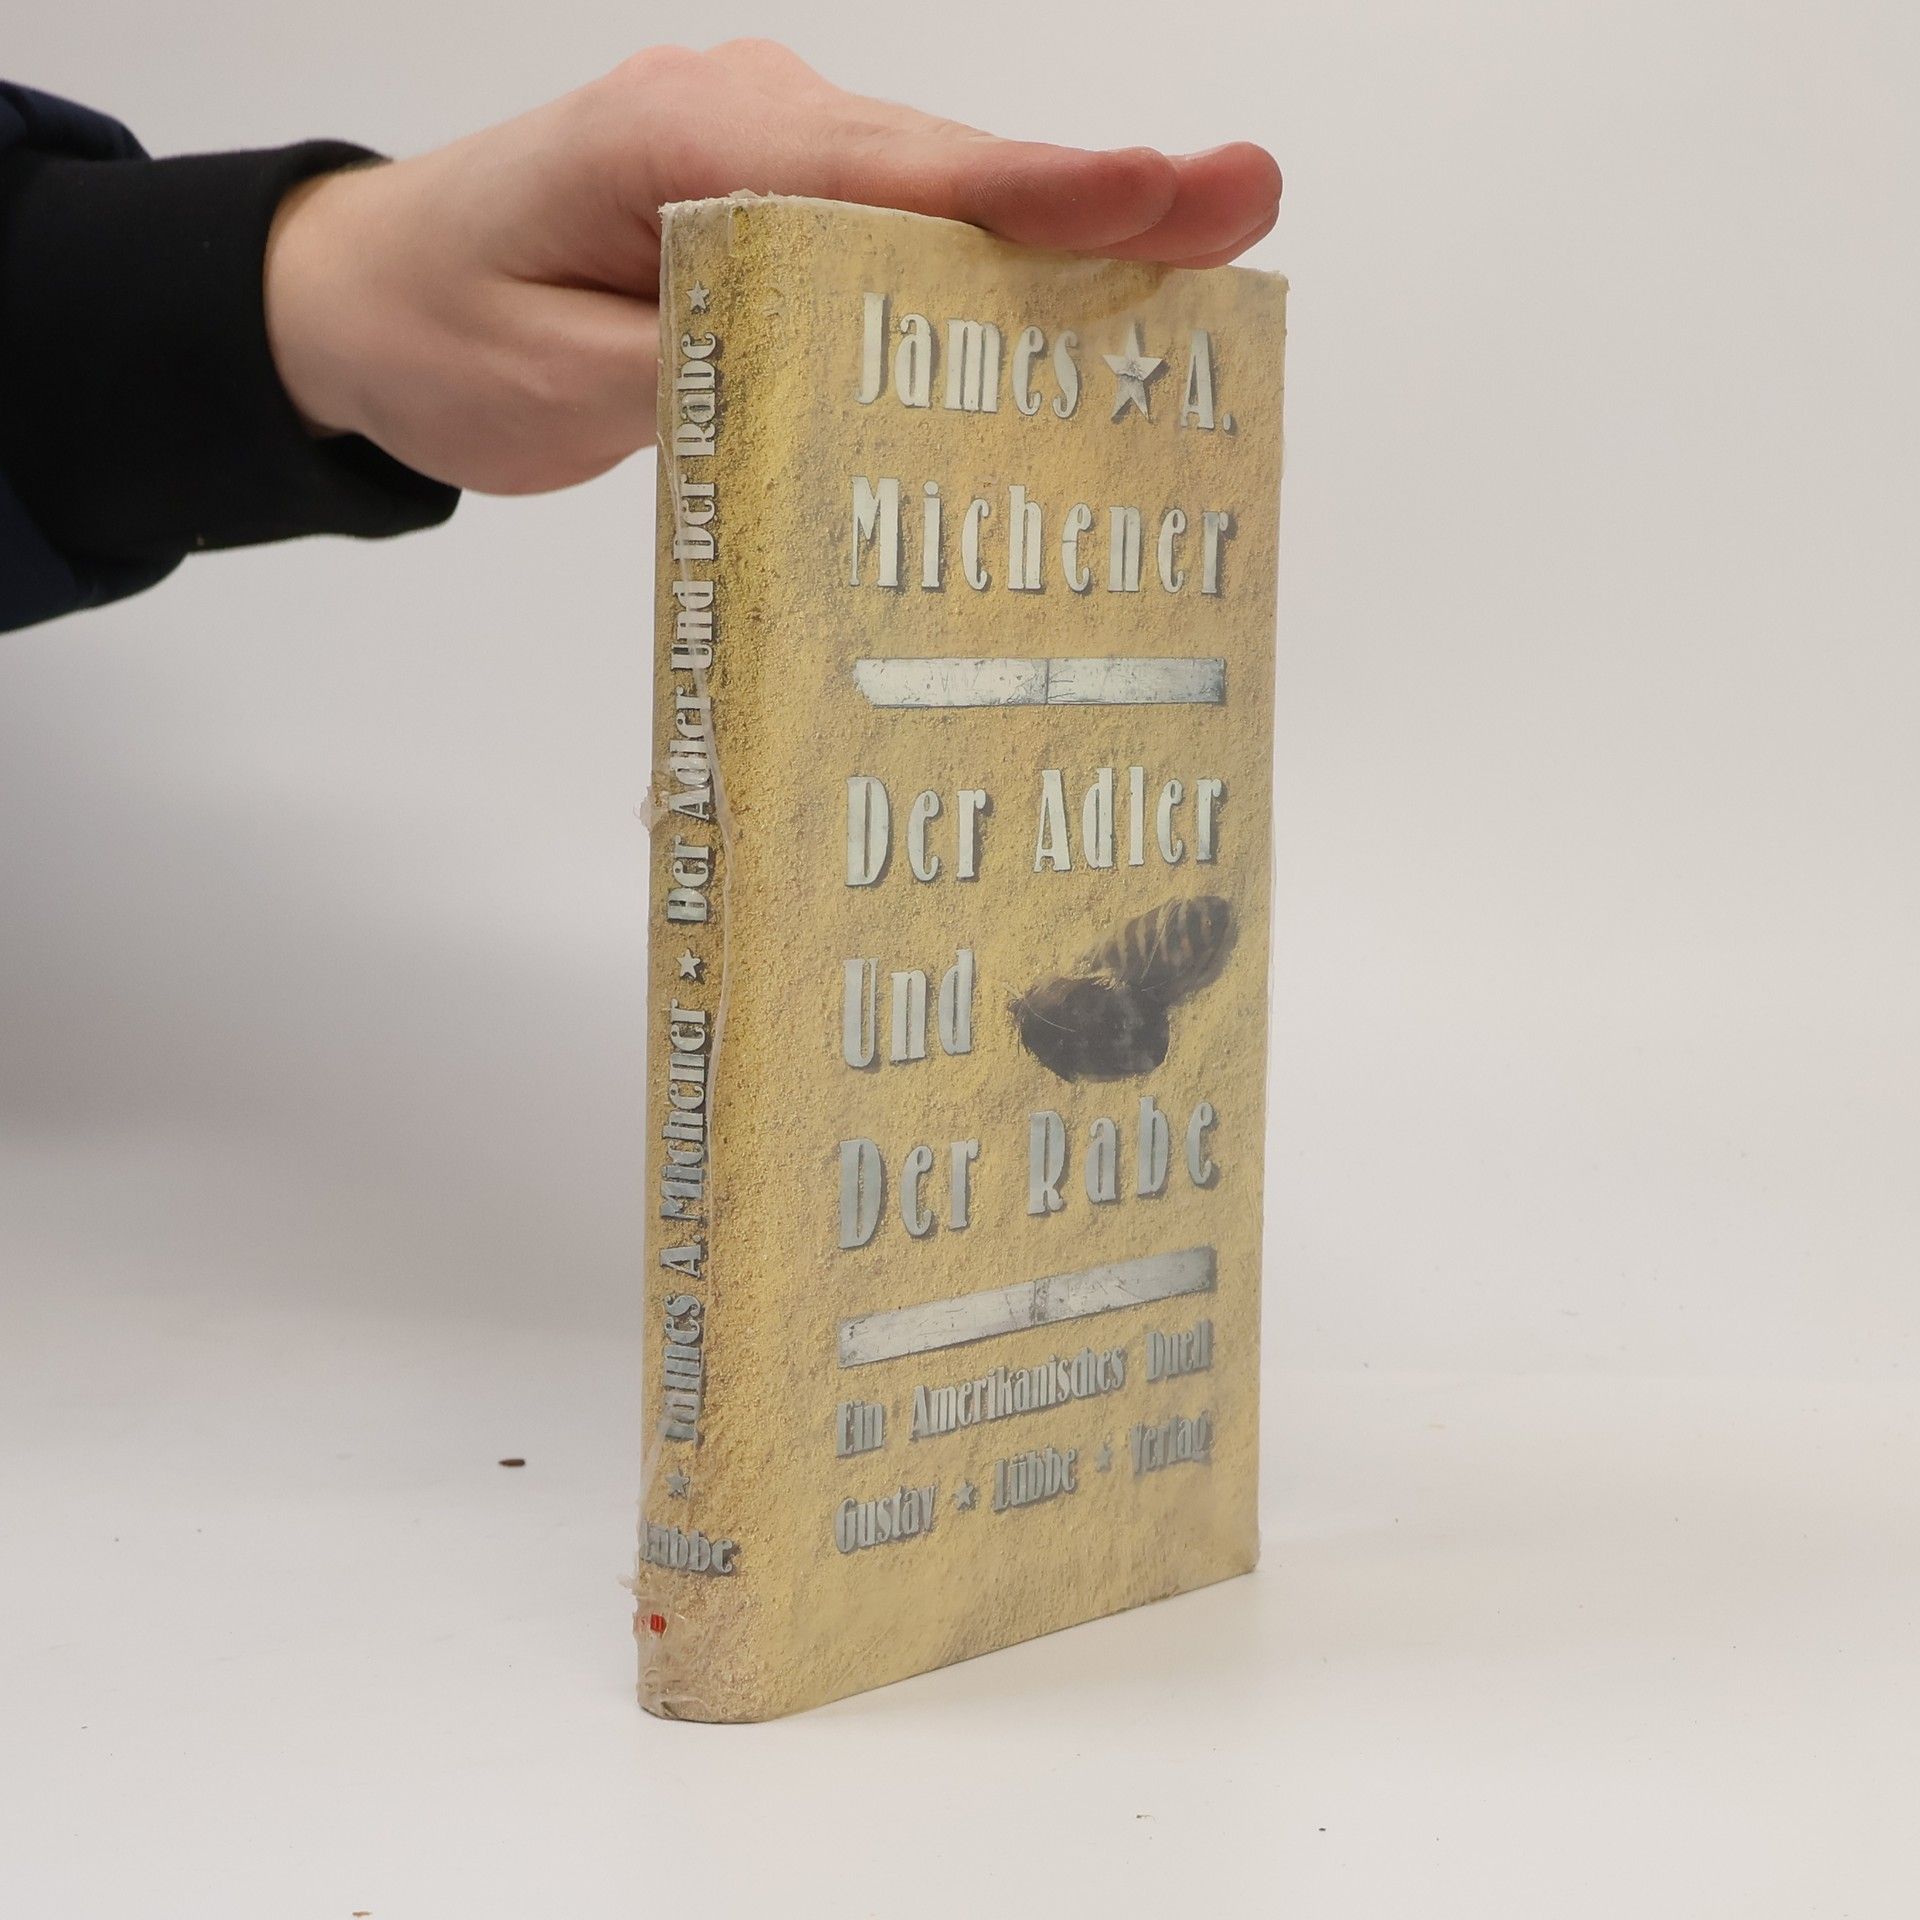 James ★ A.
Michener
Der Adler
Und
Der Rabe
Ein Amerikanisches Duell
Gustav ★ Lübbe ★ Verlag
★ James A. Michener ★ Der Adler Und Der Rabe ★
Lübbe